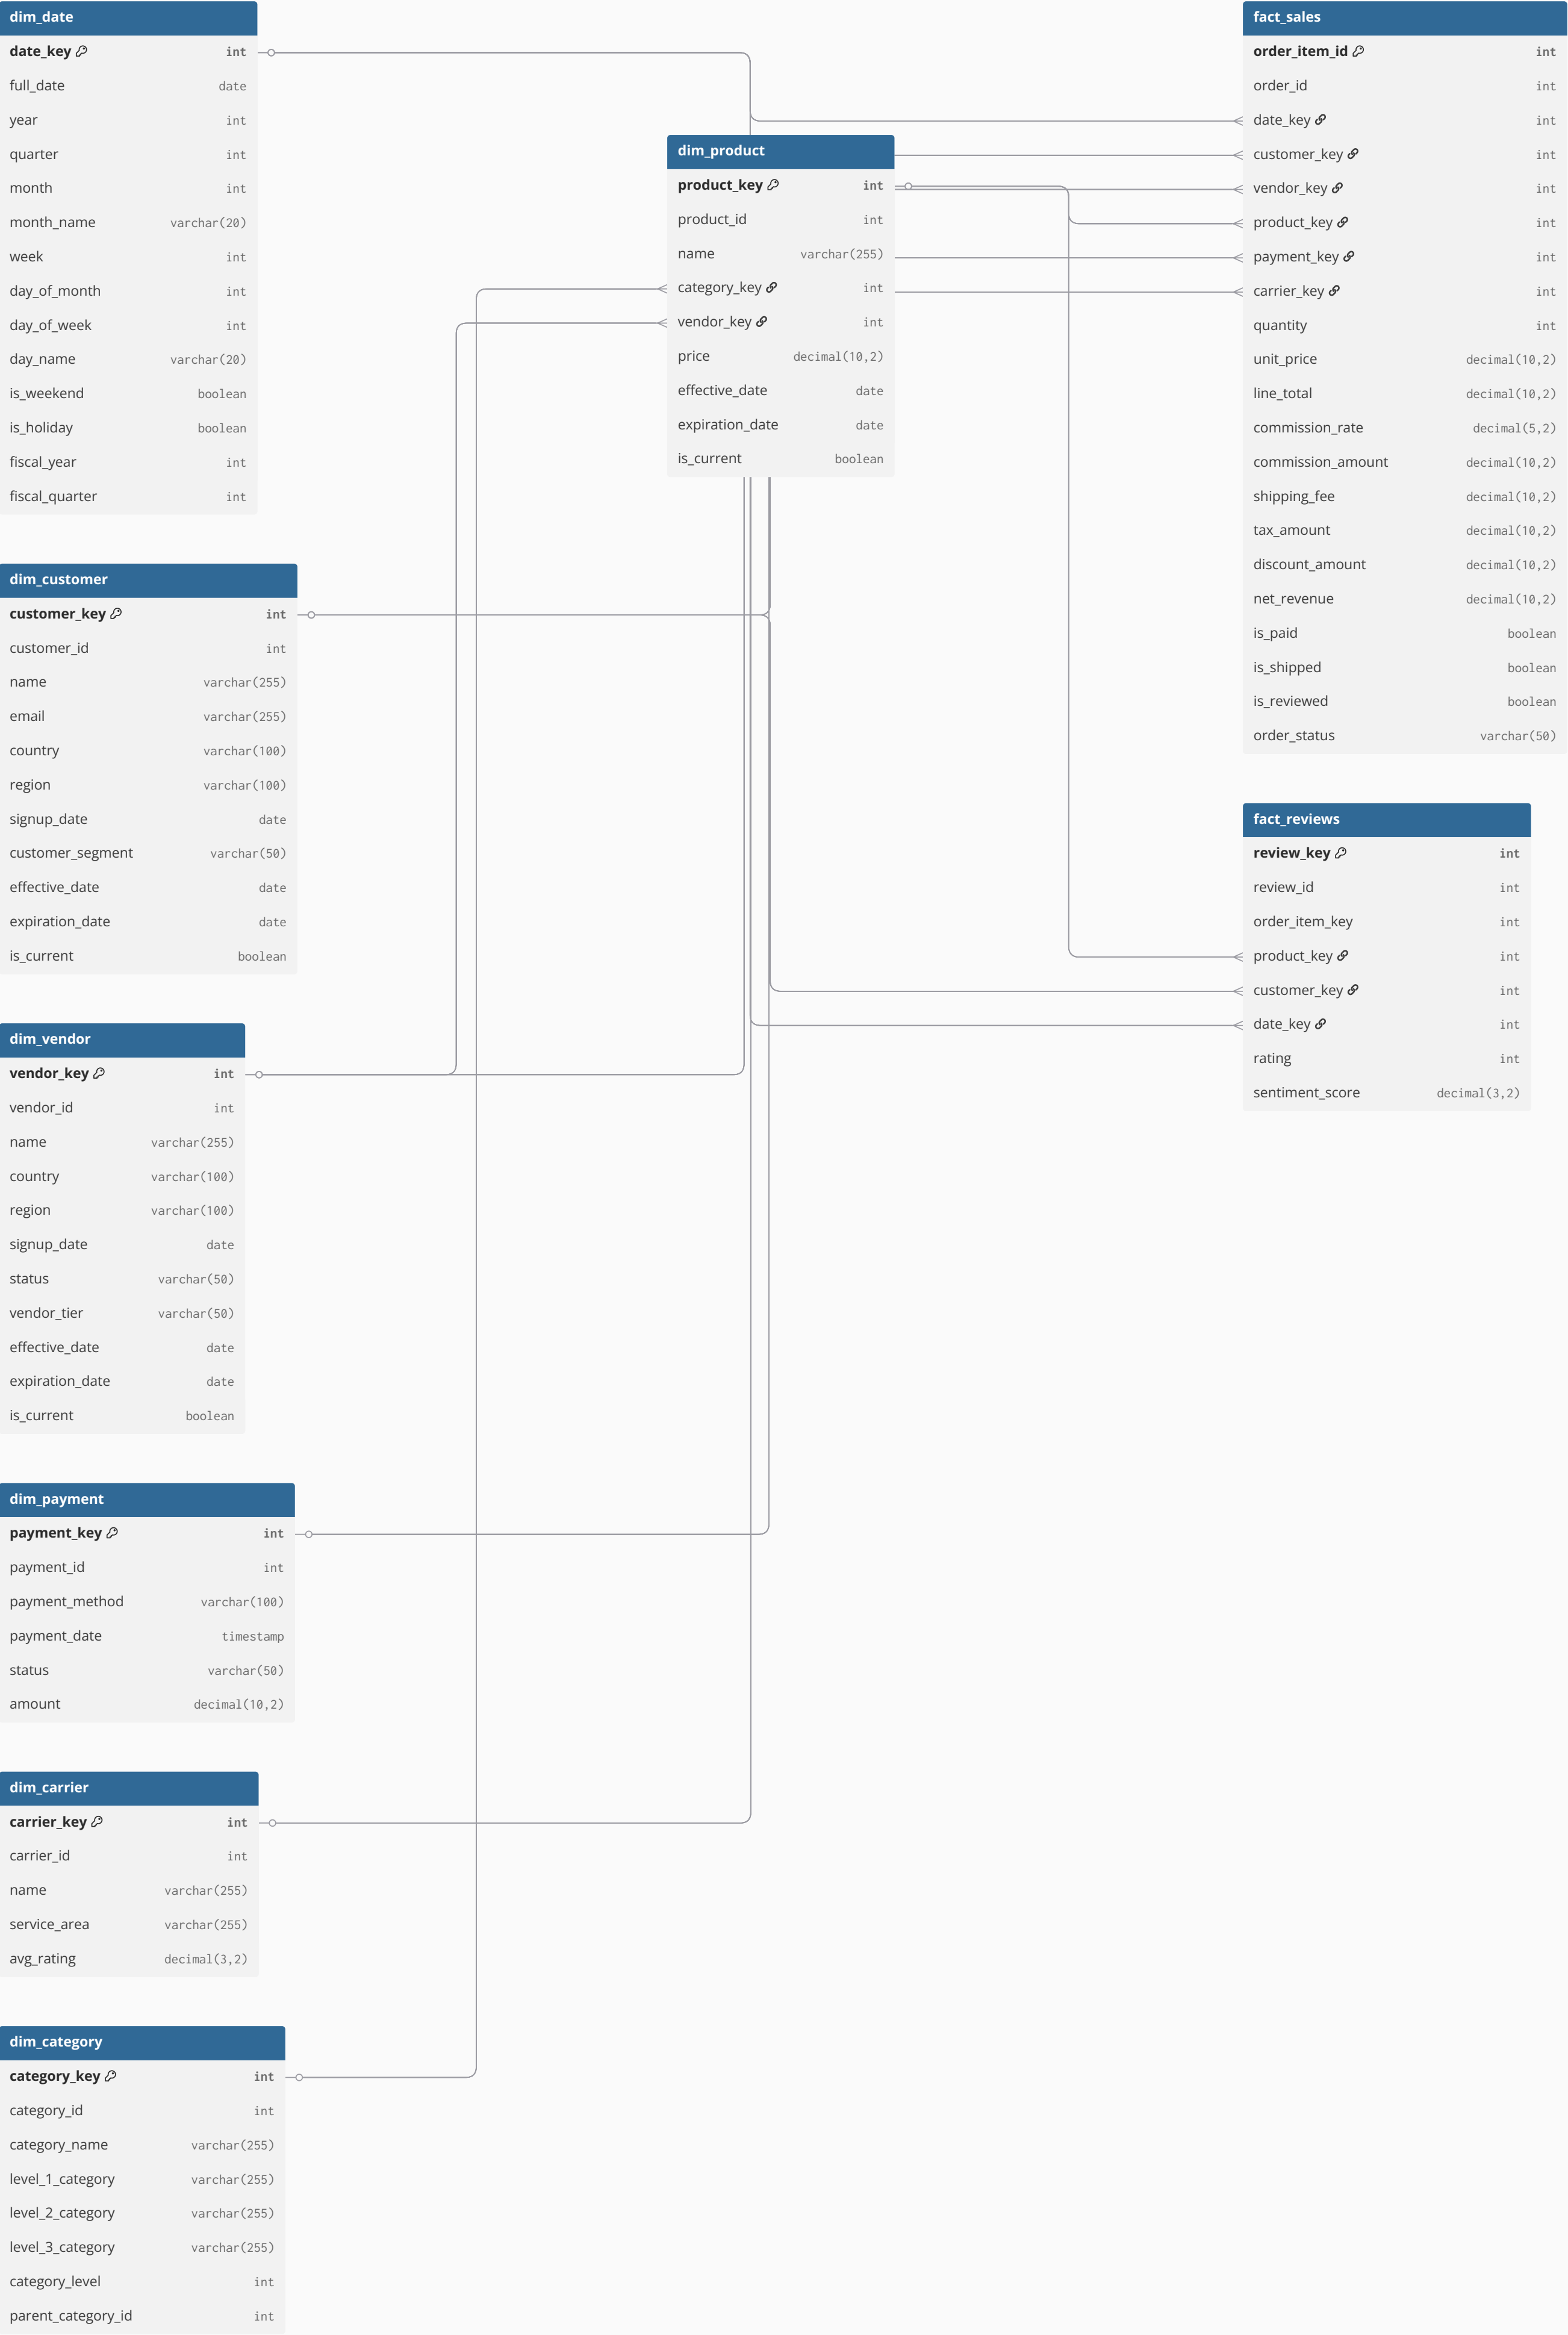 dim_date
date_key int
full_date date
year int
quarter int
month int
month_name varchar(20)
week int
day_of_month int
day_of_week int
day_name varchar(20)
is_weekend boolean
is_holiday boolean
fiscal_year int
fiscal_quarter int
dim_customer
customer_key int
customer_id int
name varchar(255)
email varchar(255)
country varchar(100)
region varchar(100)
signup_date date
customer_segment varchar(50)
effective_date date
expiration_date date
is_current boolean
dim_vendor
vendor_key int
vendor_id int
name varchar(255)
country varchar(100)
region varchar(100)
signup_date date
status varchar(50)
vendor_tier varchar(50)
effective_date date
expiration_date date
is_current boolean
dim_payment
payment_key int
payment_id int
payment_method varchar(100)
payment_date timestamp
status varchar(50)
amount decimal(10,2)
dim_carrier
carrier_key int
carrier_id int
name varchar(255)
service_area varchar(255)
avg_rating decimal(3,2)
dim_category
category_key int
category_id int
category_name varchar(255)
level_1_category varchar(255)
level_2_category varchar(255)
level_3_category varchar(255)
category_level int
parent_category_id int
dim_product
product_key int
product_id int
name varchar(255)
category_key int
vendor_key int
price decimal(10,2)
effective_date date
expiration_date date
is_current boolean
fact_sales
order_item_id int
order_id int
date_key int
customer_key int
vendor_key int
product_key int
payment_key int
carrier_key int
quantity int
unit_price decimal(10,2)
line_total decimal(10,2)
commission_rate decimal(5,2)
commission_amount decimal(10,2)
shipping_fee decimal(10,2)
tax_amount decimal(10,2)
discount_amount decimal(10,2)
net_revenue decimal(10,2)
is_paid boolean
is_shipped boolean
is_reviewed boolean
order_status varchar(50)
fact_reviews
review_key int
review_id int
order_item_key int
product_key int
customer_key int
date_key int
rating int
sentiment_score decimal(3,2)